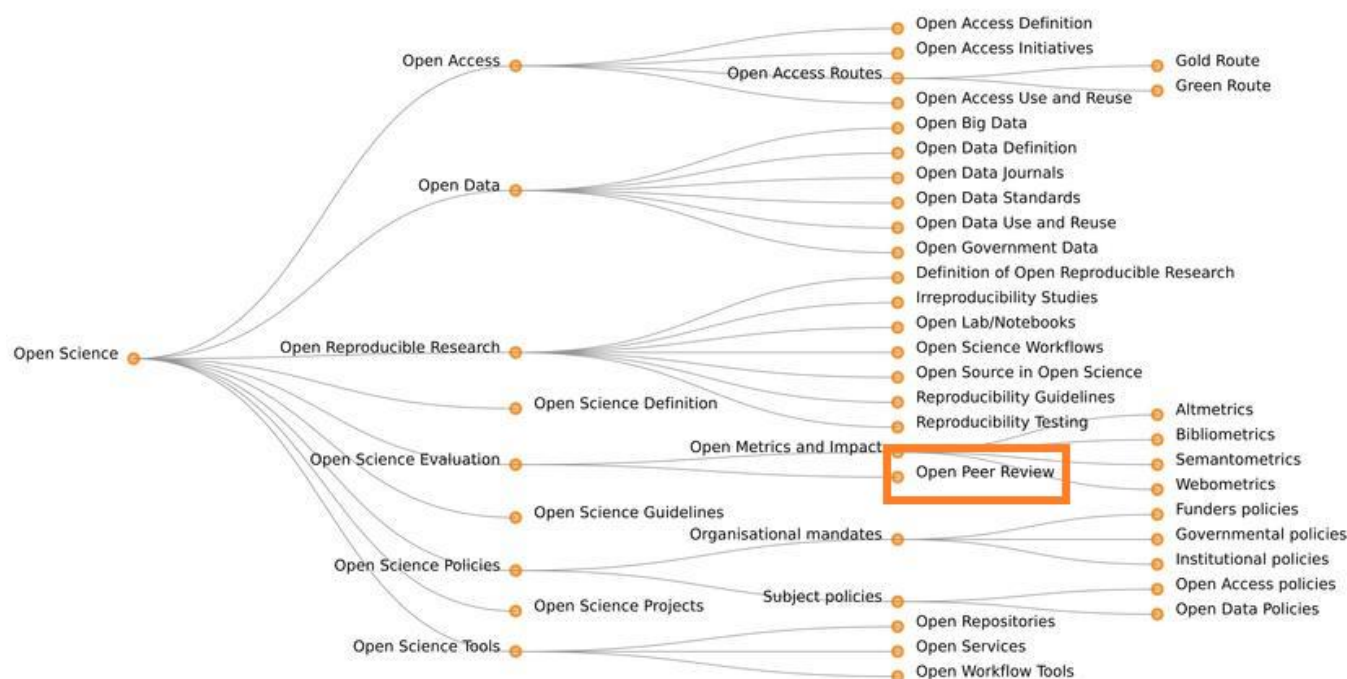 Open Science
Open Access
Open Access Definition
Open Access Initiatives
Open Access Routes
Gold Route
Green Route
Open Access Use and Reuse
Open Data
Open Big Data
Open Data Definition
Open Data Journals
Open Data Standards
Open Data Use and Reuse
Open Government Data
Open Reproducible Research
Definition of Open Reproducible Research
Irreproducibility Studies
Open Lab/Notebooks
Open Science Workflows
Open Source in Open Science
Reproducibility Guidelines
Reproducibility Testing
Open Science Definition
Open Science Evaluation
Open Metrics and Impact
Altmetrics
Bibliometrics
Semantometrics
Webometrics
Open Peer Review
Open Science Guidelines
Open Science Policies
Organisational mandates
Funders policies
Governmental policies
Institutional policies
Subject policies
Open Access policies
Open Data Policies
Open Science Projects
Open Science Tools
Open Repositories
Open Services
Open Workflow Tools